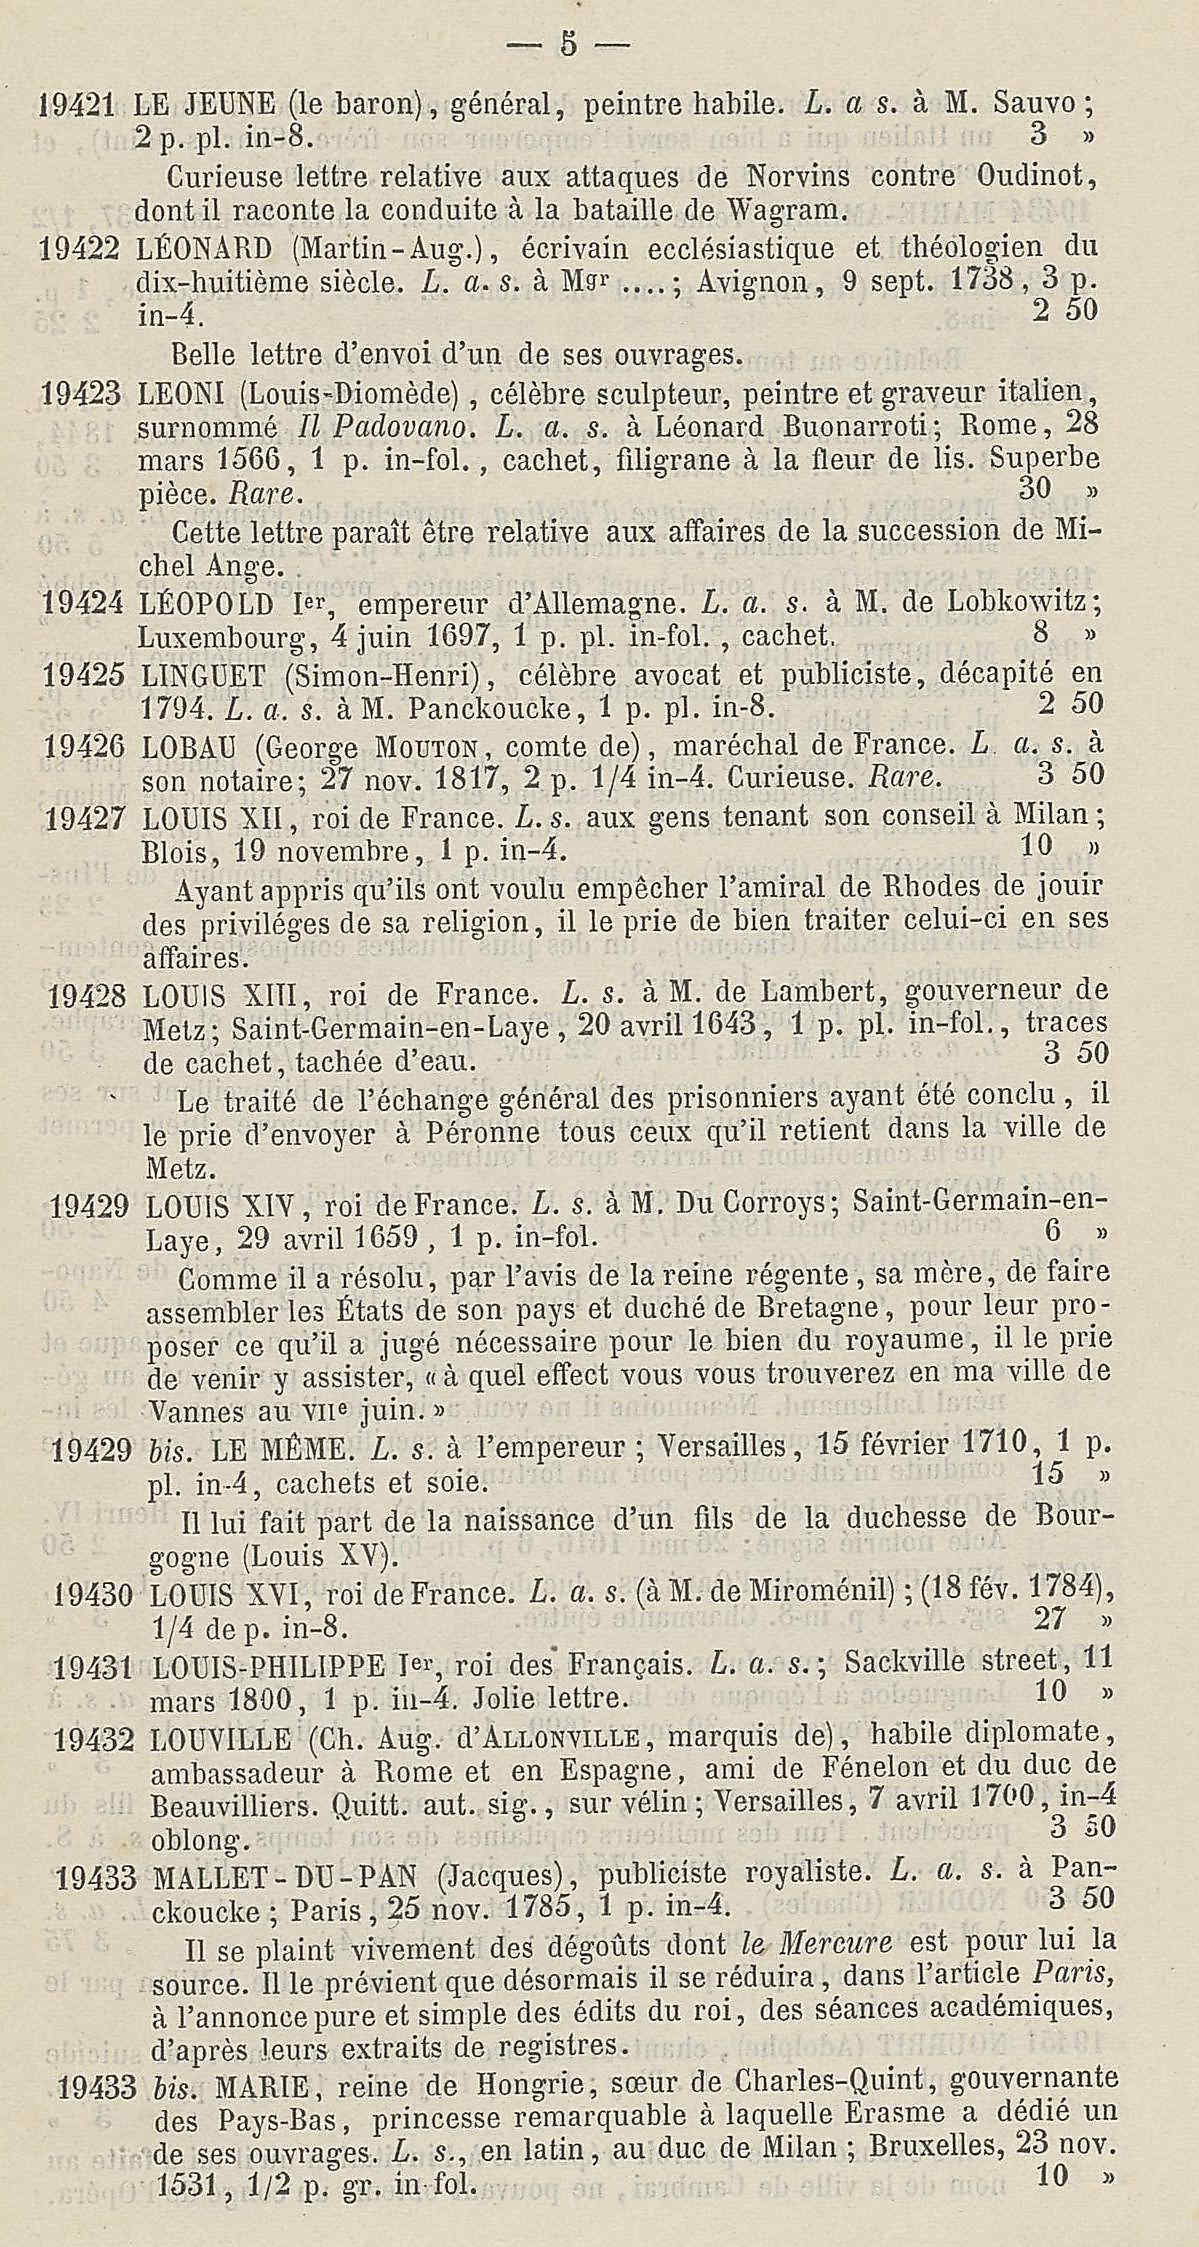 — 5 —
19421 LE JEUNE (le baron), général, peintre habile. L. a s. à M. Sauvo;
2 p. pl. in-8. 3 »
Curieuse lettre relative aux attaques de Norvins contre Oudinot,
dont il raconte la conduite à la bataille de Wagram.
19422 LÉONARD (Martin-Aug.), écrivain ecclésiastique et théologien du
dix-huitième siècle. L. a. s. à Mgr ....; Avignon, 9 sept. 1738, 3 p.
in-4. 2 50
Belle lettre d'envoi d'un de ses ouvrages.
19423 LEONI (Louis-Diomède), célèbre sculpteur, peintre et graveur italien,
surnommé Il Padovano. L. a. s. à Léonard Buonarroti; Rome, 28
mars 1566, 1 p. in-fol., cachet, filigrane à la fleur de lis. Superbe
pièce. Rare. 30 »
Cette lettre paraît être relative aux affaires de la succession de Mi-
chel Ange.
19424 LÉOPOLD Ier, empereur d'Allemagne. L. a. s. à M. de Lobkowitz;
Luxembourg, 4 juin 1697, 1 p. pl. in-fol., cachet. 8 »
19425 LINGUET (Simon-Henri), célèbre avocat et publiciste, décapité en
1794. L. a. s. à M. Panckoucke, 1 p. pl. in-8. 2 50
19426 LOBAU (George MOUTON, comte de), maréchal de France. L a. s. à
son notaire; 27 nov. 1817, 2 p. 1/4 in-4. Curieuse. Rare. 3 50
19427 LOUIS XII, roi de France. L. s. aux gens tenant son conseil à Milan;
Blois, 19 novembre, 1 p. in-4. 10 »
Ayant appris qu'ils ont voulu empêcher l'amiral de Rhodes de jouir
des priviléges de sa religion, il le prie de bien traiter celui-ci en ses
affaires.
19428 LOUIS XIII, roi de France. L. s. à M. de Lambert, gouverneur de
Metz; Saint-Germain-en-Laye, 20 avril 1643, 1 p. pl. in-fol., traces
de cachet, tachée d'eau. 3 50
Le traité de l'échange général des prisonniers ayant été conclu, il
le prie d'envoyer à Péronne tous ceux qu'il retient dans la ville de
Metz.
19429 LOUIS XIV, roi de France. L. s. à M. Du Corroys; Saint-Germain-en-
Laye, 29 avril 1659, 1 p. in-fol. 6 »
Comme il a résolu, par l'avis de la reine régente, sa mère, de faire
assembler les États de son pays et duché de Bretagne, pour leur pro-
poser ce qu'il a jugé nécessaire pour le bien du royaume, il le prie
de venir y assister, « à quel effect vous vous trouverez en ma ville de
Vannes au VIIe juin. »
19429 bis. LE MÊME. L. s. à l'empereur; Versailles, 15 février 1710, 1 p.
pl. in-4, cachets et soie. 15 »
Il lui fait part de la naissance d'un fils de la duchesse de Bour-
gogne (Louis XV).
19430 LOUIS XVI, roi de France. L. a. s. (à M. de Miroménil); (18 fév. 1784),
1/4 de p. in-8. 27 »
19431 LOUIS-PHILIPPE Ier, roi des Français. L. a. s.; Sackville street, 11
mars 1800, 1 p. in-4. Jolie lettre. 10 »
19432 LOUVILLE (Ch. Aug. d'ALLONVILLE, marquis de), habile diplomate,
ambassadeur à Rome et en Espagne, ami de Fénelon et du duc de
Beauvilliers. Quitt. aut. sig., sur vélin; Versailles, 7 avril 1700, in-4
oblong. 3 50
19433 MALLET-DU-PAN (Jacques), publiciste royaliste. L. a. s. à Pan-
ckoucke; Paris, 25 nov. 1785, 1 p. in-4. 3 50
Il se plaint vivement des dégoûts dont le Mercure est pour lui la
source. Il le prévient que désormais il se réduira, dans l'article Paris,
à l'annonce pure et simple des édits du roi, des séances académiques,
d'après leurs extraits de registres.
19433 bis. MARIE, reine de Hongrie, sœur de Charles-Quint, gouvernante
des Pays-Bas, princesse remarquable à laquelle Erasme a dédié un
de ses ouvrages. L. s., en latin, au duc de Milan; Bruxelles, 23 nov.
1531, 1/2 p. gr. in-fol. 10 »